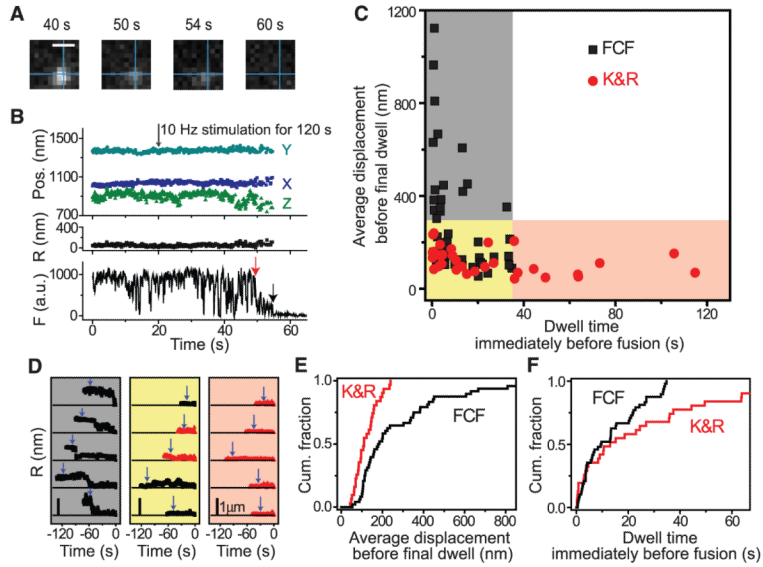 A
40 s 50 s 54 s 60 s
B
10 Hz stimulation for 120 s
Pos. (nm)
1500
1100
700
Y
X
Z
R (nm)
400
0
F (a.u.)
1000
0
0 20 40 60
Time (s)
C
Average displacement
before final dwell (nm)
1200
800
400
0
FCF
K&R
0 40 80 120
Dwell time
immediately before fusion (s)
D
R (nm)
1μm
-120 -60 0 -120 -60 0 -120 -60 0
Time (s) Time (s) Time (s)
E
Cum. fraction
1.0
0.5
0.0
K&R
FCF
0 200 400 600 800
Average displacement
before final dwell (nm)
F
Cum. fraction
1.0
0.5
0.0
FCF
K&R
0 20 40 60
Dwell time
immediately before fusion (s)